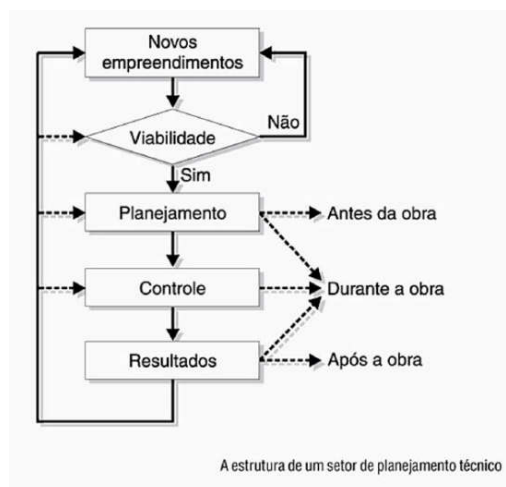 Novos
empreendimentos
Não
Viabilidade
Sim
Planejamento
Antes da obra
Controle
Durante a obra
Resultados
Após a obra
A estrutura de um setor de planejamento técnico